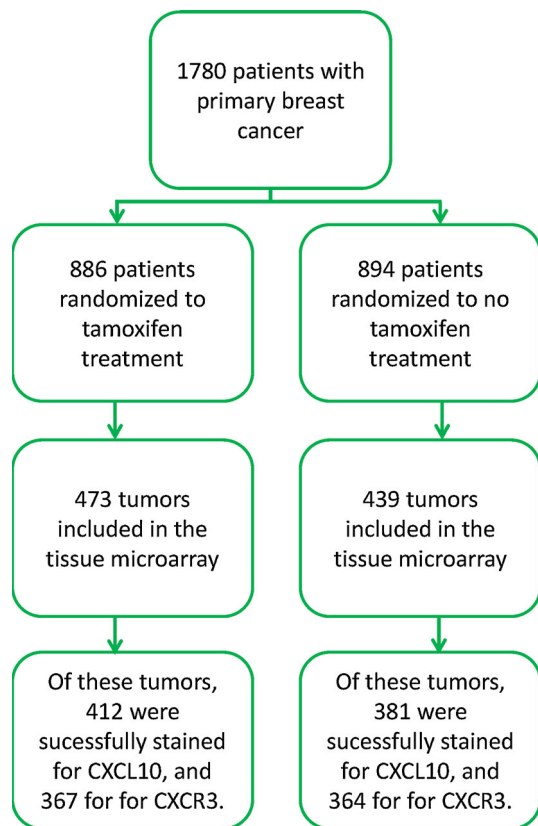 1780 patients with
primary breast
cancer
886 patients
randomized to
tamoxifen
treatment
894 patients
randomized to no
tamoxifen
treatment
473 tumors
included in the
tissue microarray
439 tumors
included in the
tissue microarray
Of these tumors,
412 were
sucessfully stained
for CXCL10, and
367 for for CXCR3.
Of these tumors,
381 were
sucessfully stained
for CXCL10, and
364 for for CXCR3.